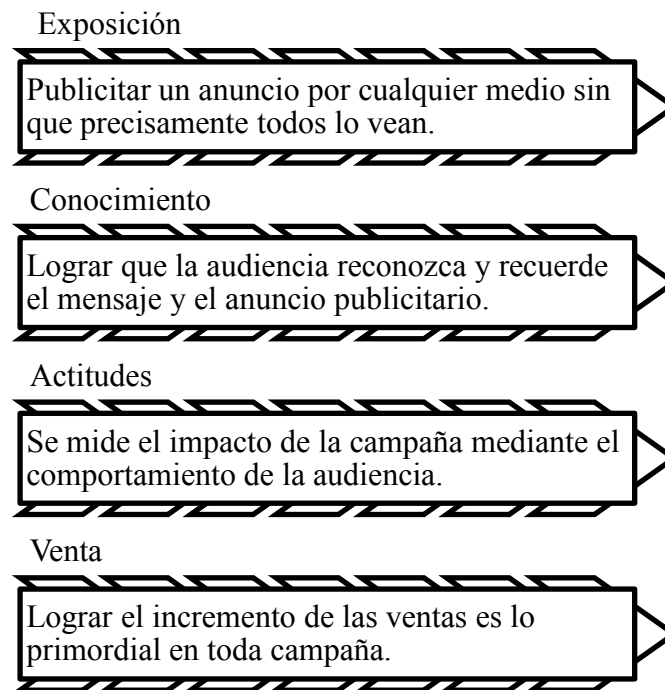 Exposición
Publicitar un anuncio por cualquier medio sin
que precisamente todos lo vean.
Conocimiento
Lograr que la audiencia reconozca y recuerde
el mensaje y el anuncio publicitario.
Actitudes
Se mide el impacto de la campaña mediante el
comportamiento de la audiencia.
Venta
Lograr el incremento de las ventas es lo
primordial en toda campaña.